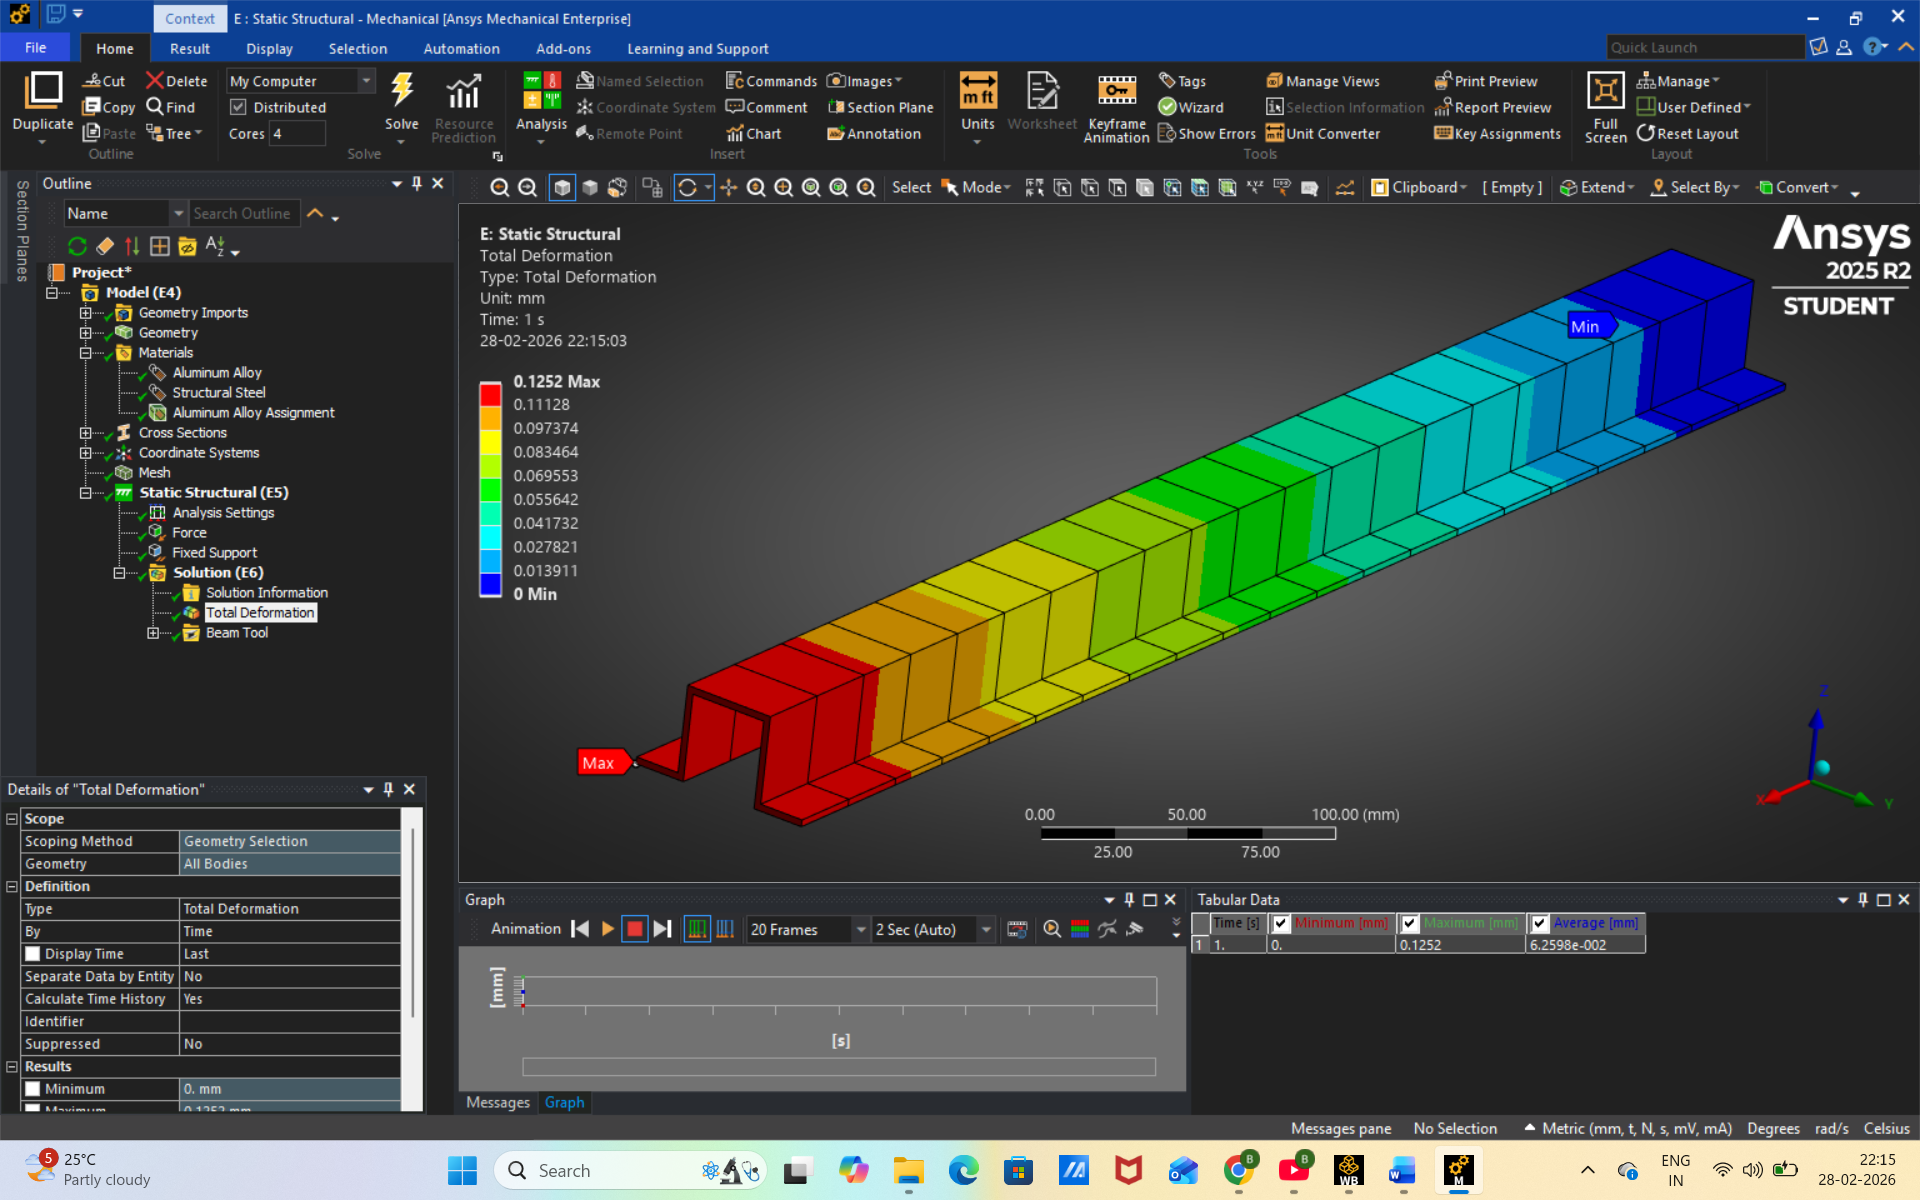 Context
E : Static Structural - Mechanical [Ansys Mechanical Enterprise]
File
Home
Result
Display
Selection
Automation
Add-ons
Learning and Support
Quick Launch
Duplicate
Cut
Delete
Copy
Find
Paste
Tree
Outline
My Computer
Distributed
Cores 4
Solve
Resource Prediction
Solve
Analysis
Named Selection
Coordinate System
Remote Point
Commands
Comment
Chart
Images
Section Plane
Annotation
Insert
Units
Worksheet
Keyframe Animation
Tags
Wizard
Show Errors
Manage Views
Selection Information
Unit Converter
Print Preview
Report Preview
Key Assignments
Tools
Full Screen
Manage
User Defined
Reset Layout
Layout
Section Planes
Outline
Name
Search Outline
Select
Mode
Clipboard
[ Empty ]
Extend
Select By
Convert
Project*
Model (E4)
Geometry Imports
Geometry
Materials
Aluminum Alloy
Structural Steel
Aluminum Alloy Assignment
Cross Sections
Coordinate Systems
Mesh
Static Structural (E5)
Analysis Settings
Force
Fixed Support
Solution (E6)
Solution Information
Total Deformation
Beam Tool
E: Static Structural
Total Deformation
Type: Total Deformation
Unit: mm
Time: 1 s
28-02-2026 22:15:03
0.1252 Max
0.11128
0.097374
0.083464
0.069553
0.055642
0.041732
0.027821
0.013911
0 Min
Ansys
2025 R2
STUDENT
Min
Max
0.00 50.00 100.00 (mm)
25.00 75.00
Z
X
Y
Details of "Total Deformation"
Scope
Scoping Method Geometry Selection
Geometry All Bodies
Definition
Type Total Deformation
By Time
Display Time Last
Separate Data by Entity No
Calculate Time History Yes
Identifier
Suppressed No
Results
Minimum 0. mm
Maximum 0.1252 mm
Graph
Animation
20 Frames
2 Sec (Auto)
[mm]
[s]
Messages
Graph
Tabular Data
Time [s] Minimum [mm] Maximum [mm] Average [mm]
1 1. 0. 0.1252 6.2598e-002
Messages pane
No Selection
Metric (mm, t, N, s, mV, mA)
Degrees
rad/s
Celsius
5
25°C
Partly cloudy
Search
B
B
WB
W
M
ENG
IN
22:15
28-02-2026